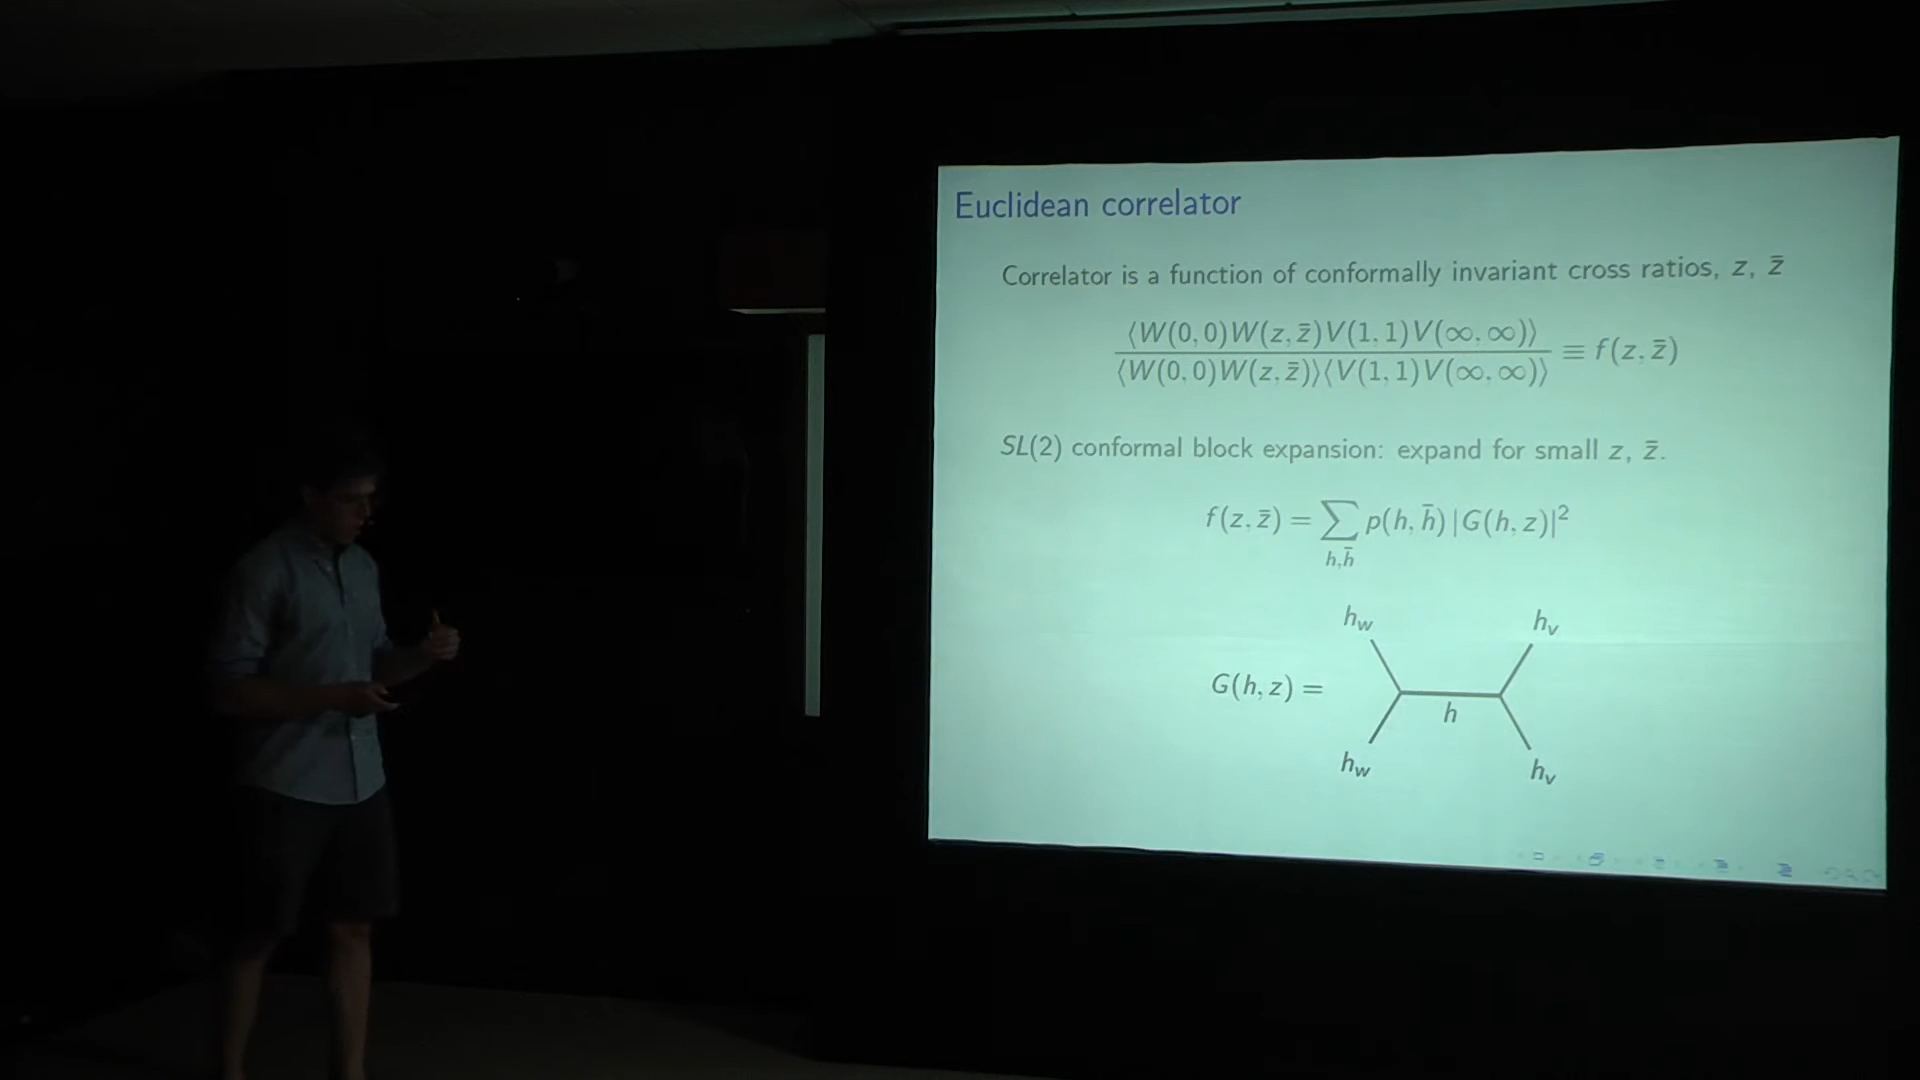 Euclidean correlator
Correlator is a function of conformally invariant cross ratios, z, z̄
⟨W(0,0)W(z,z̄)V(1,1)V(∞,∞)⟩
⟨W(0,0)W(z,z̄)⟩⟨V(1,1)V(∞,∞)⟩
≡ f(z,z̄)
SL(2) conformal block expansion: expand for small z, z̄.
f(z,z̄) = ∑ p(h,h̄) |G(h,z)|²
h,h̄
h_w h_v
G(h,z) =
h
h_w h_v